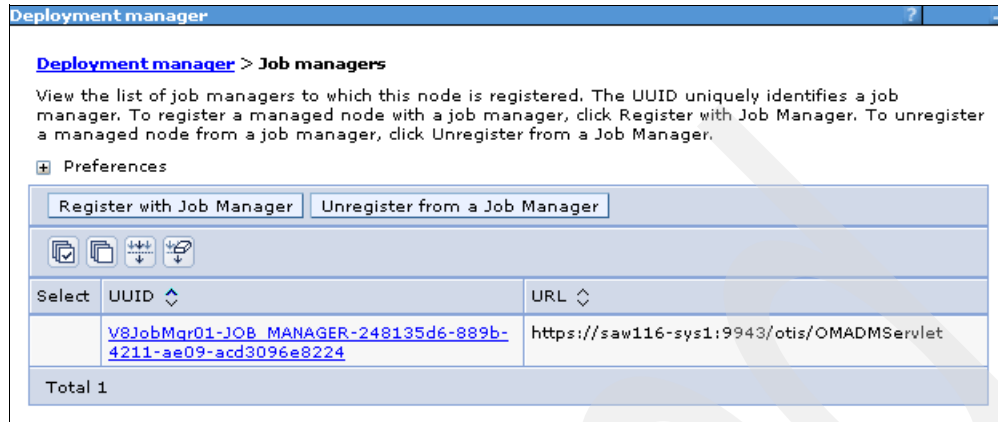 Deployment manager ?
Deployment manager > Job managers
View the list of job managers to which this node is registered. The UUID uniquely identifies a job
manager. To register a managed node with a job manager, click Register with Job Manager. To unregister
a managed node from a job manager, click Unregister from a Job Manager.
+ Preferences
Register with Job Manager Unregister from a Job Manager
Select UUID URL
V8JobMgr01-JOB_MANAGER-248135d6-889b- https://saw116-sys1:9943/otis/OMADMServlet
4211-ae09-acd3096e8224
Total 1